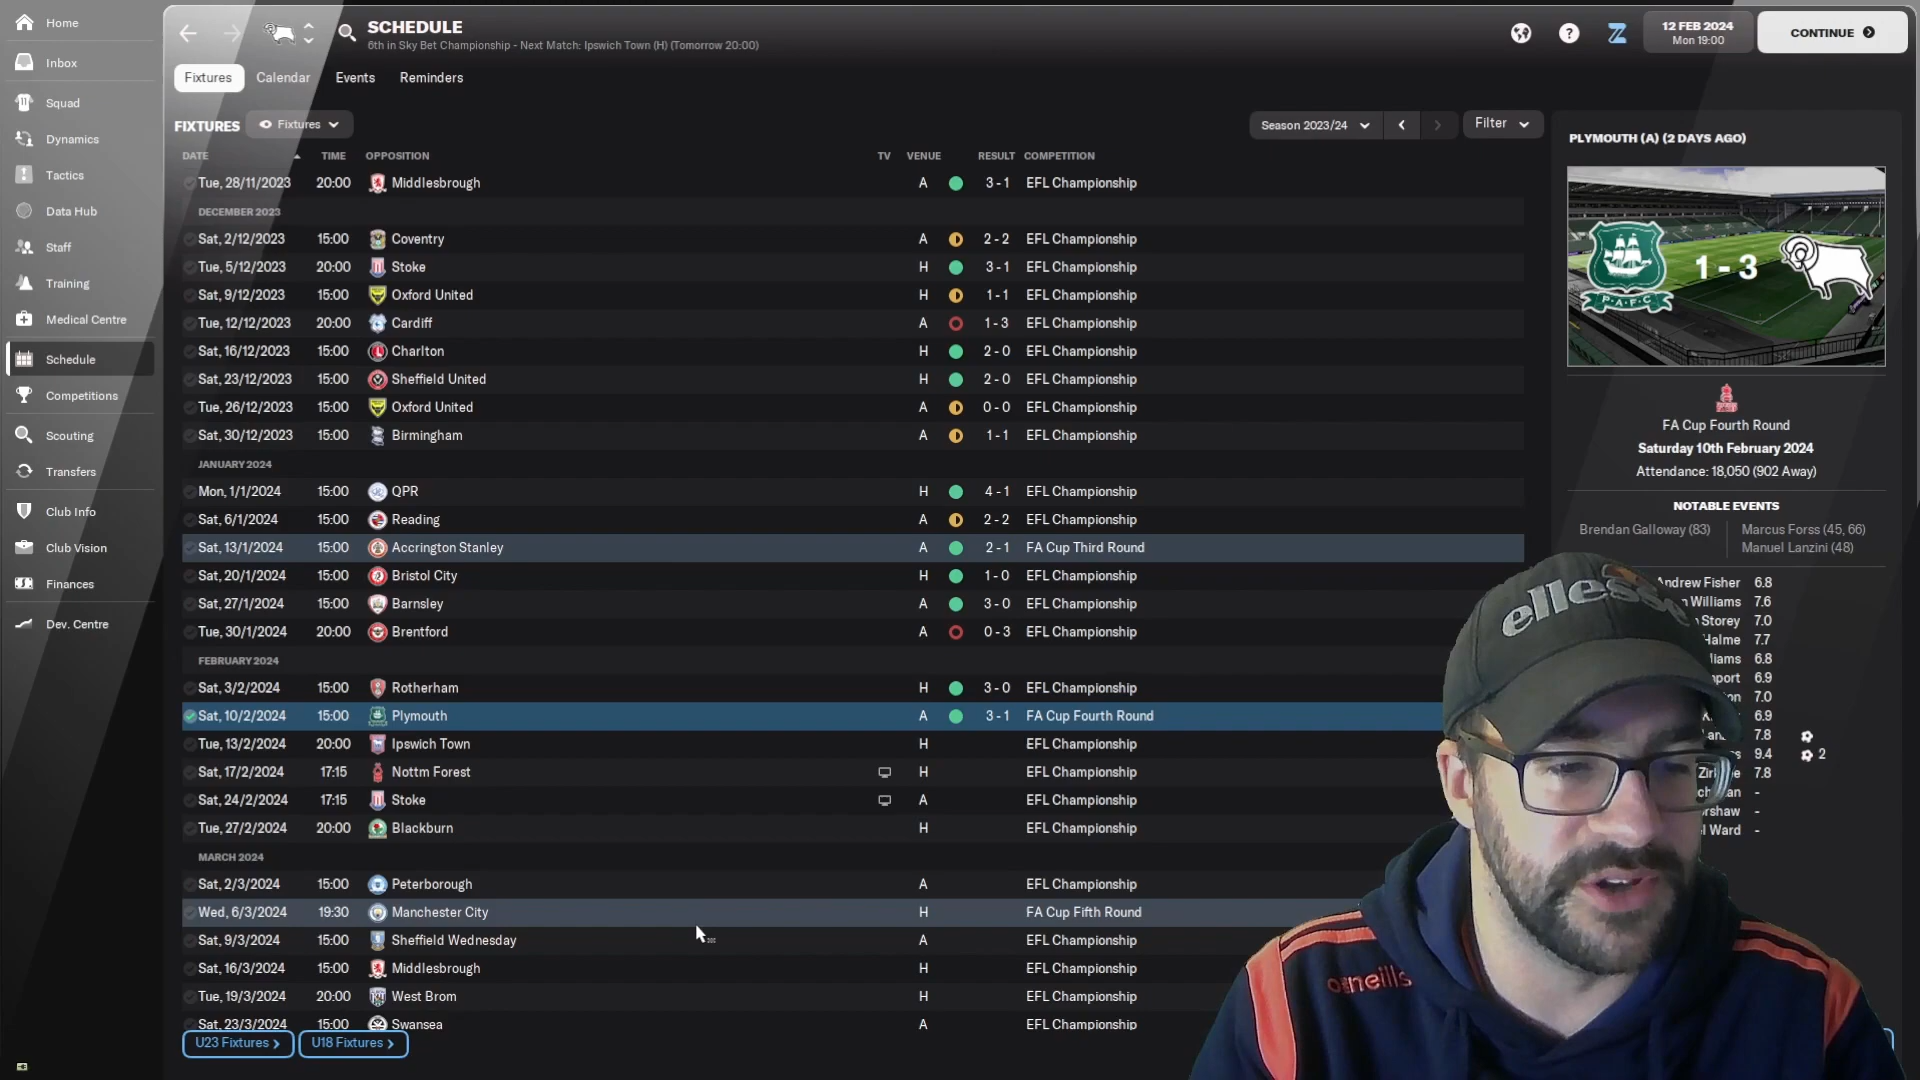 Home
Inbox
Squad
Dynamics
Tactics
Data Hub
Staff
Training
Medical Centre
Schedule
Competitions
Scouting
Transfers
Club Info
Club Vision
Finances
Dev. Centre
SCHEDULE
6th in Sky Bet Championship - Next Match: Ipswich Town (H) (Tomorrow 20:00)
12 FEB 2024
Mon 19:00
CONTINUE
Fixtures Calendar Events Reminders
FIXTURES Fixtures
Season 2023/24 Filter
DATE TIME OPPOSITION TV VENUE RESULT COMPETITION
Tue, 28/11/2023 20:00 Middlesbrough A 3 - 1 EFL Championship
DECEMBER 2023
Sat, 2/12/2023 15:00 Coventry A 2 - 2 EFL Championship
Tue, 5/12/2023 20:00 Stoke H 3 - 1 EFL Championship
Sat, 9/12/2023 15:00 Oxford United H 1 - 1 EFL Championship
Tue, 12/12/2023 20:00 Cardiff A 1 - 3 EFL Championship
Sat, 16/12/2023 15:00 Charlton H 2 - 0 EFL Championship
Sat, 23/12/2023 15:00 Sheffield United H 2 - 0 EFL Championship
Tue, 26/12/2023 15:00 Oxford United A 0 - 0 EFL Championship
Sat, 30/12/2023 15:00 Birmingham A 1 - 1 EFL Championship
JANUARY 2024
Mon, 1/1/2024 15:00 QPR H 4 - 1 EFL Championship
Sat, 6/1/2024 15:00 Reading A 2 - 2 EFL Championship
Sat, 13/1/2024 15:00 Accrington Stanley A 2 - 1 FA Cup Third Round
Sat, 20/1/2024 15:00 Bristol City H 1 - 0 EFL Championship
Sat, 27/1/2024 15:00 Barnsley A 3 - 0 EFL Championship
Tue, 30/1/2024 20:00 Brentford A 0 - 3 EFL Championship
FEBRUARY 2024
Sat, 3/2/2024 15:00 Rotherham H 3 - 0 EFL Championship
Sat, 10/2/2024 15:00 Plymouth A 3 - 1 FA Cup Fourth Round
Tue, 13/2/2024 20:00 Ipswich Town H EFL Championship
Sat, 17/2/2024 17:15 Nottm Forest H EFL Championship
Sat, 24/2/2024 17:15 Stoke A EFL Championship
Tue, 27/2/2024 20:00 Blackburn H EFL Championship
MARCH 2024
Sat, 2/3/2024 15:00 Peterborough A EFL Championship
Wed, 6/3/2024 19:30 Manchester City H FA Cup Fifth Round
Sat, 9/3/2024 15:00 Sheffield Wednesday A EFL Championship
Sat, 16/3/2024 15:00 Middlesbrough H EFL Championship
Tue, 19/3/2024 20:00 West Brom H EFL Championship
Sat, 23/3/2024 15:00 Swansea A EFL Championship
U23 Fixtures U18 Fixtures
PLYMOUTH (A) (2 DAYS AGO)
P.A.F.C
1 - 3
FA Cup Fourth Round
Saturday 10th February 2024
Attendance: 18,050 (902 Away)
NOTABLE EVENTS
Brendan Galloway (83) Marcus Forss (45, 66)
Manuel Lanzini (48)
Andrew Fisher 6.8
Williams 7.6
Storey 7.0
Halme 7.7
6.8
6.9
7.0
6.9
7.8
9.4 2
7.8
-
-
Ward -
ellesse
o'neills